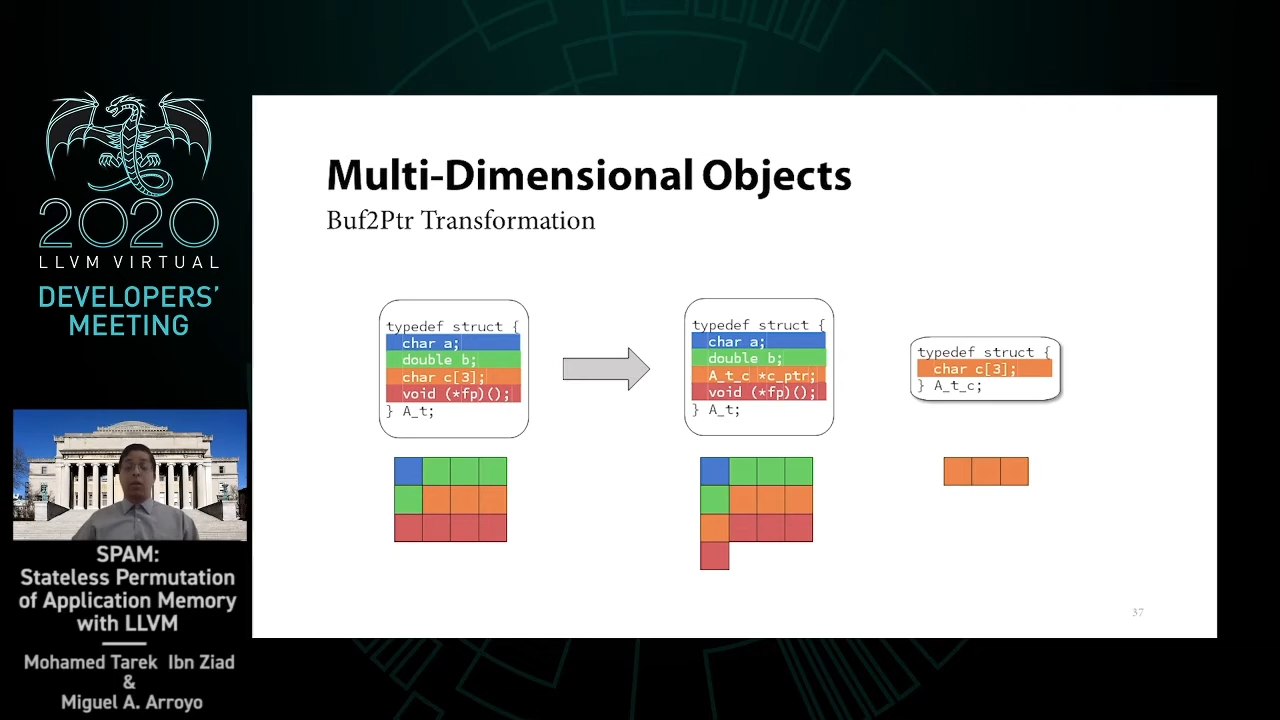 2020
LLVM VIRTUAL
DEVELOPERS'
MEETING
Multi-Dimensional Objects
Buf2Ptr Transformation
typedef struct {
char a;
double b;
char c[3];
void (*fp)();
} A_t;
typedef struct {
char a;
double b;
A_t_c *c_ptr;
void (*fp)();
} A_t;
typedef struct {
char c[3];
} A_t_c;
37
SPAM:
Stateless Permutation
of Application Memory
with LLVM
Mohamed Tarek Ibn Ziad
&
Miguel A. Arroyo